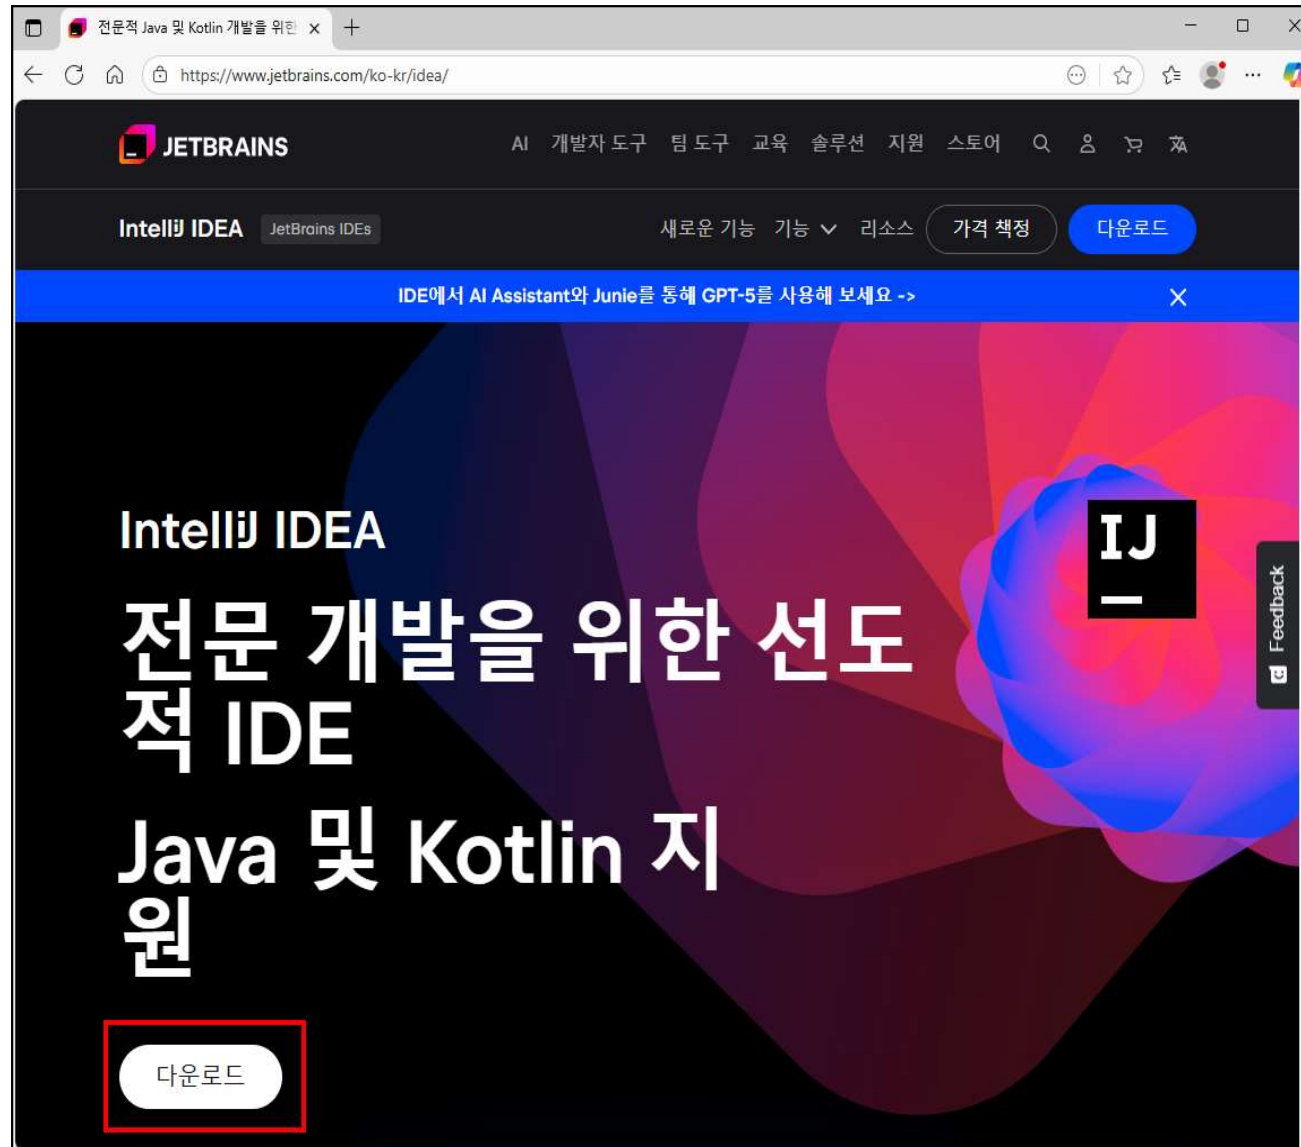 전문적 Java 및 Kotlin 개발을 위한
https://www.jetbrains.com/ko-kr/idea/
JETBRAINS
AI 개발자 도구 팀 도구 교육 솔루션 지원 스토어
IntelliJ IDEA JetBrains IDEs 새로운 기능 기능 리소스 가격 책정 다운로드
IDE에서 AI Assistant와 Junie를 통해 GPT-5를 사용해 보세요 ->
IntelliJ IDEA
IJ
전문 개발을 위한 선도
적 IDE
Java 및 Kotlin 지
원
다운로드
Feedback